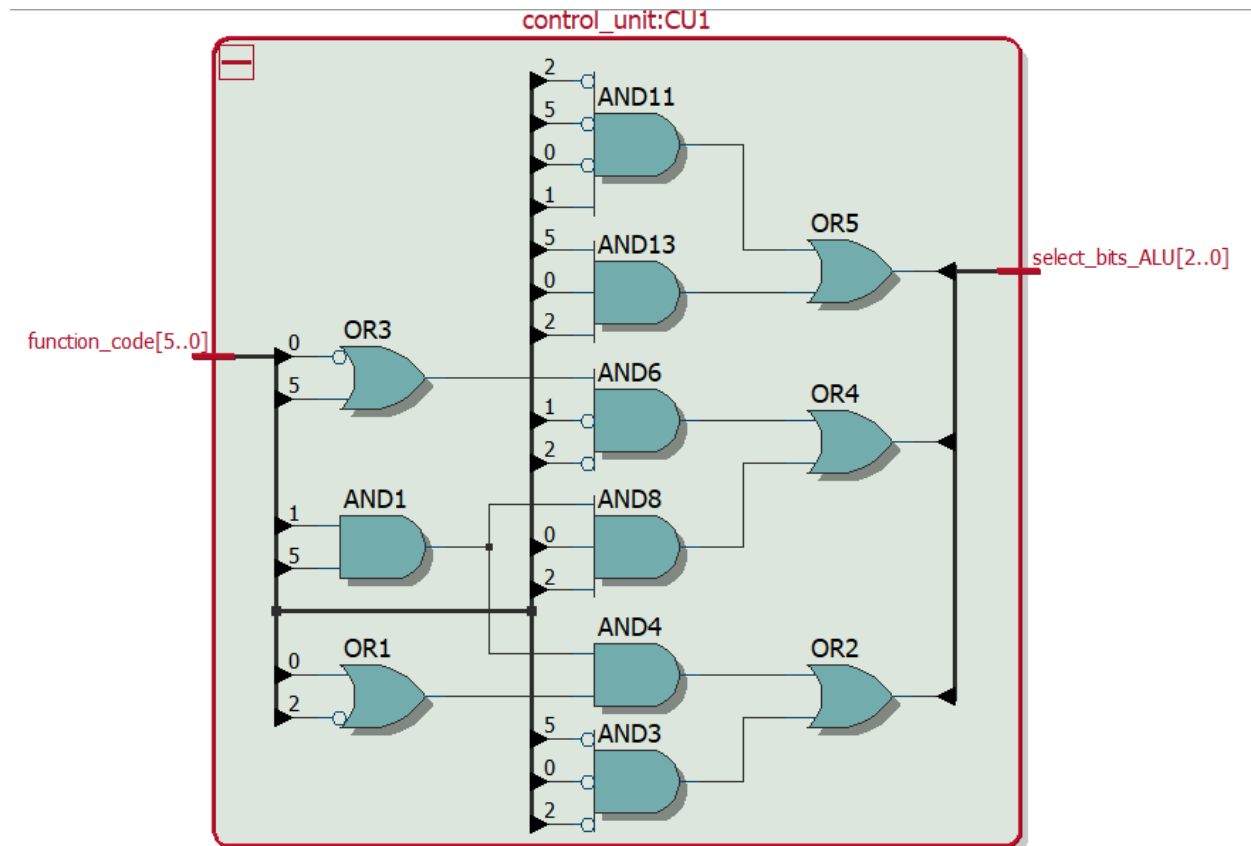 control_unit:CU1
2
AND11
5
0
1
5
AND13
0
2
OR5
select_bits_ALU[2..0]
function_code[5..0]
0
OR3
5
AND6
1
2
OR4
1
AND1
5
AND8
0
2
0
OR1
2
AND4
OR2
5
AND3
0
2